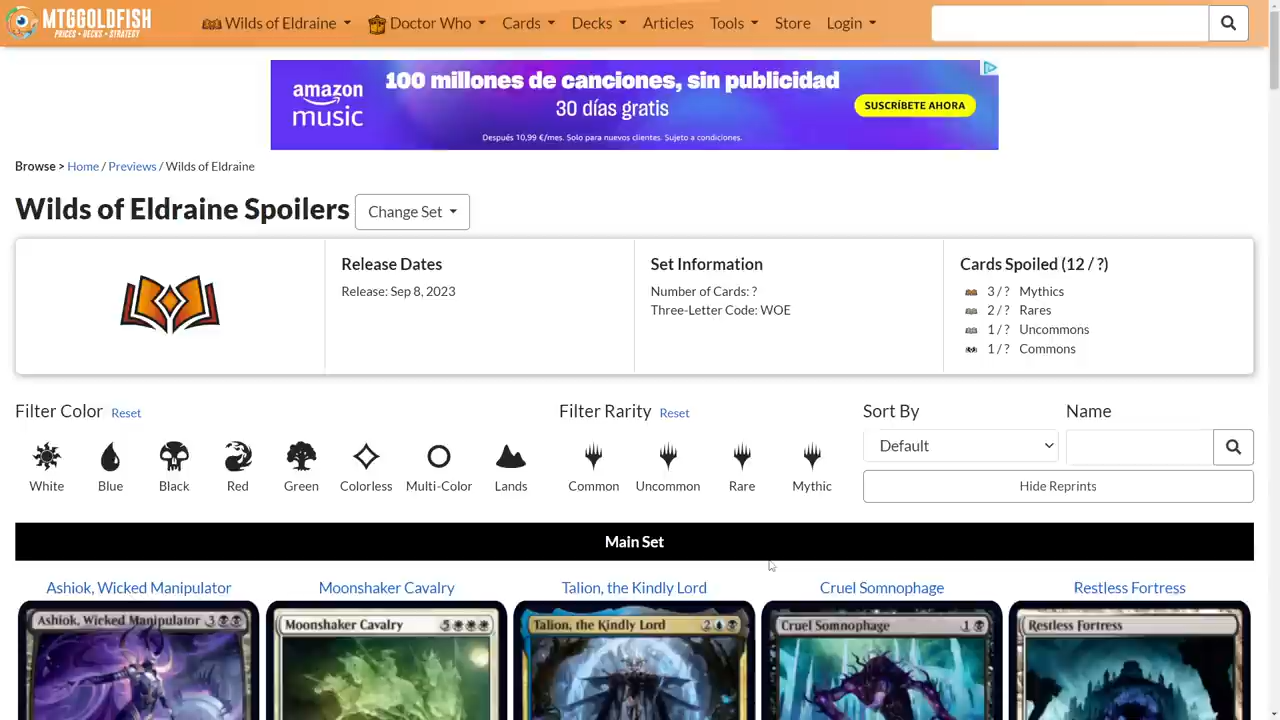 MTGGOLDFISH
PRICES • DECKS • STRATEGY
Wilds of Eldraine
Doctor Who
Cards
Decks
Articles
Tools
Store
Login
amazon music
100 millones de canciones, sin publicidad
30 días gratis
SUSCRÍBETE AHORA
Después 10,99 €/mes. Solo para nuevos clientes. Sujeto a condiciones.
Browse > Home / Previews / Wilds of Eldraine
Wilds of Eldraine Spoilers
Change Set
Release Dates
Release: Sep 8, 2023
Set Information
Number of Cards: ?
Three-Letter Code: WOE
Cards Spoiled (12 / ?)
3 / ? Mythics
2 / ? Rares
1 / ? Uncommons
1 / ? Commons
Filter Color Reset
White
Blue
Black
Red
Green
Colorless
Multi-Color
Lands
Filter Rarity Reset
Common
Uncommon
Rare
Mythic
Sort By
Default
Name
Hide Reprints
Main Set
Ashiok, Wicked Manipulator
Moonshaker Cavalry
Talion, the Kindly Lord
Cruel Somnophage
Restless Fortress
Ashiok, Wicked Manipulator 3
Moonshaker Cavalry 5
Talion, the Kindly Lord 2
Cruel Somnophage 1
Restless Fortress